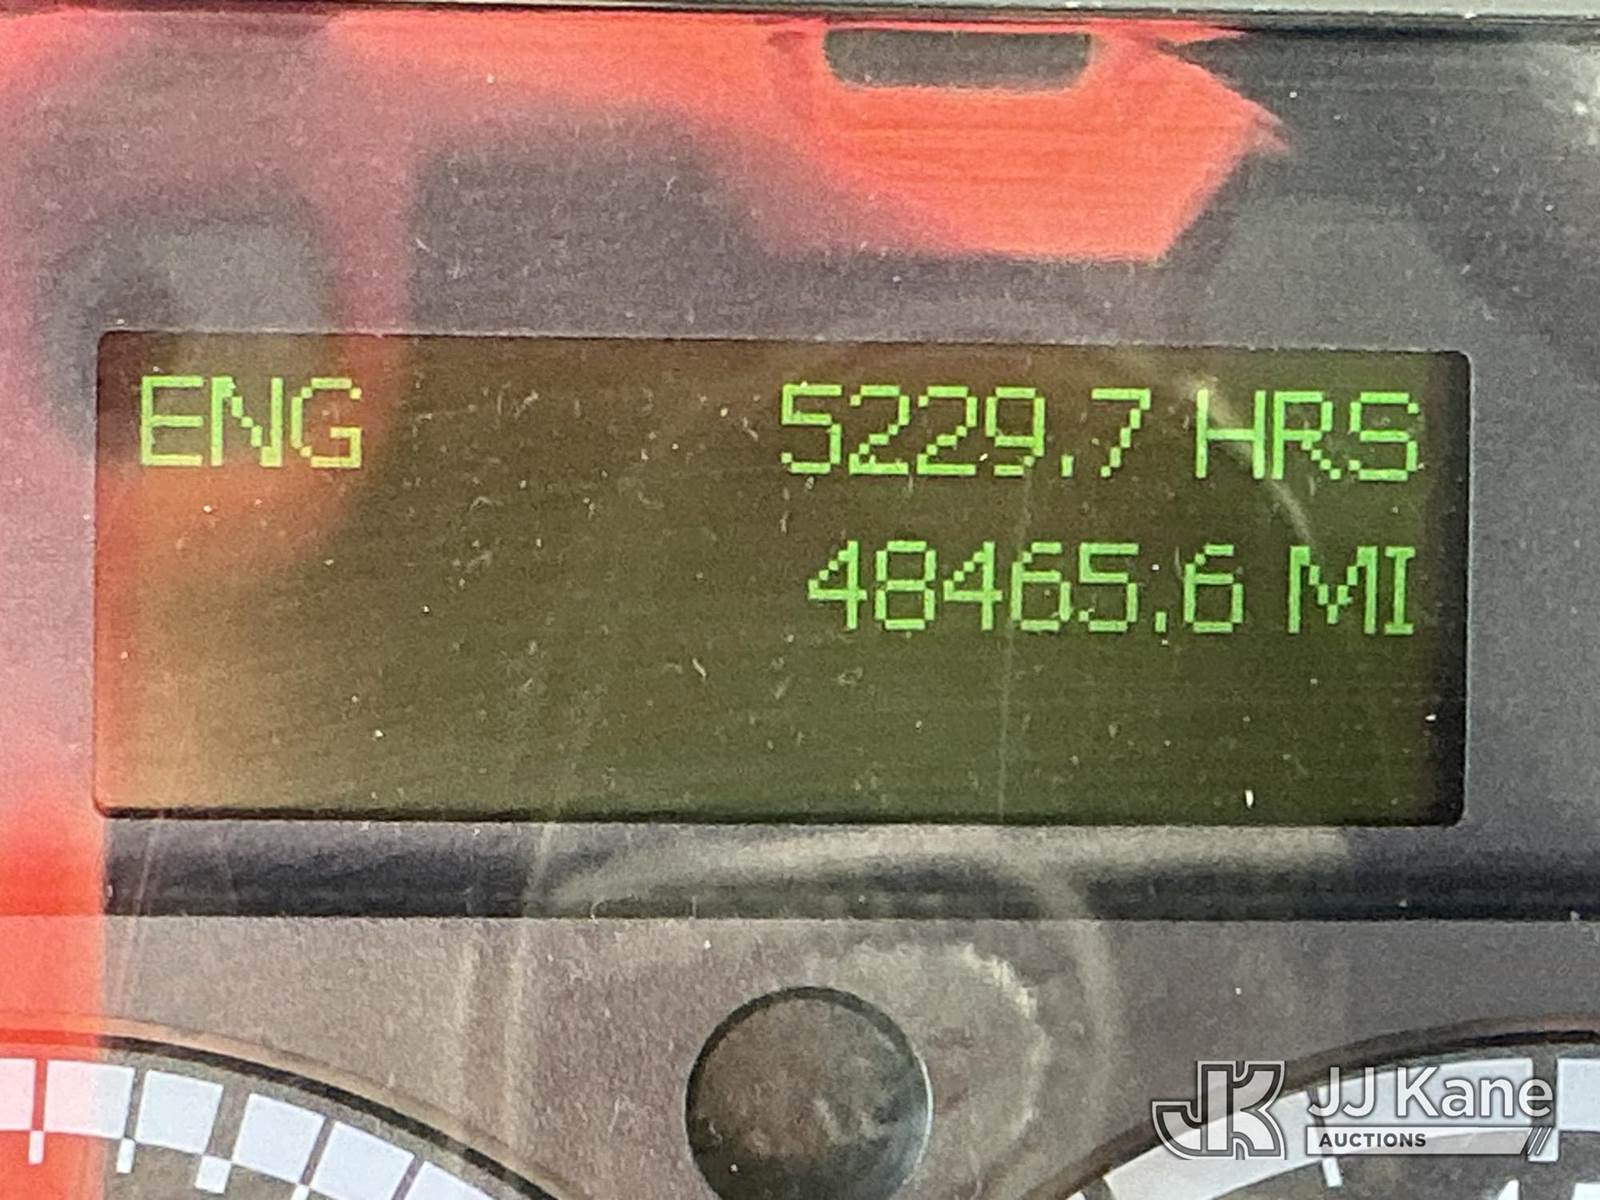 ENG 5229.7 HRS
48465.6 MI
JJ Kane
AUCTIONS